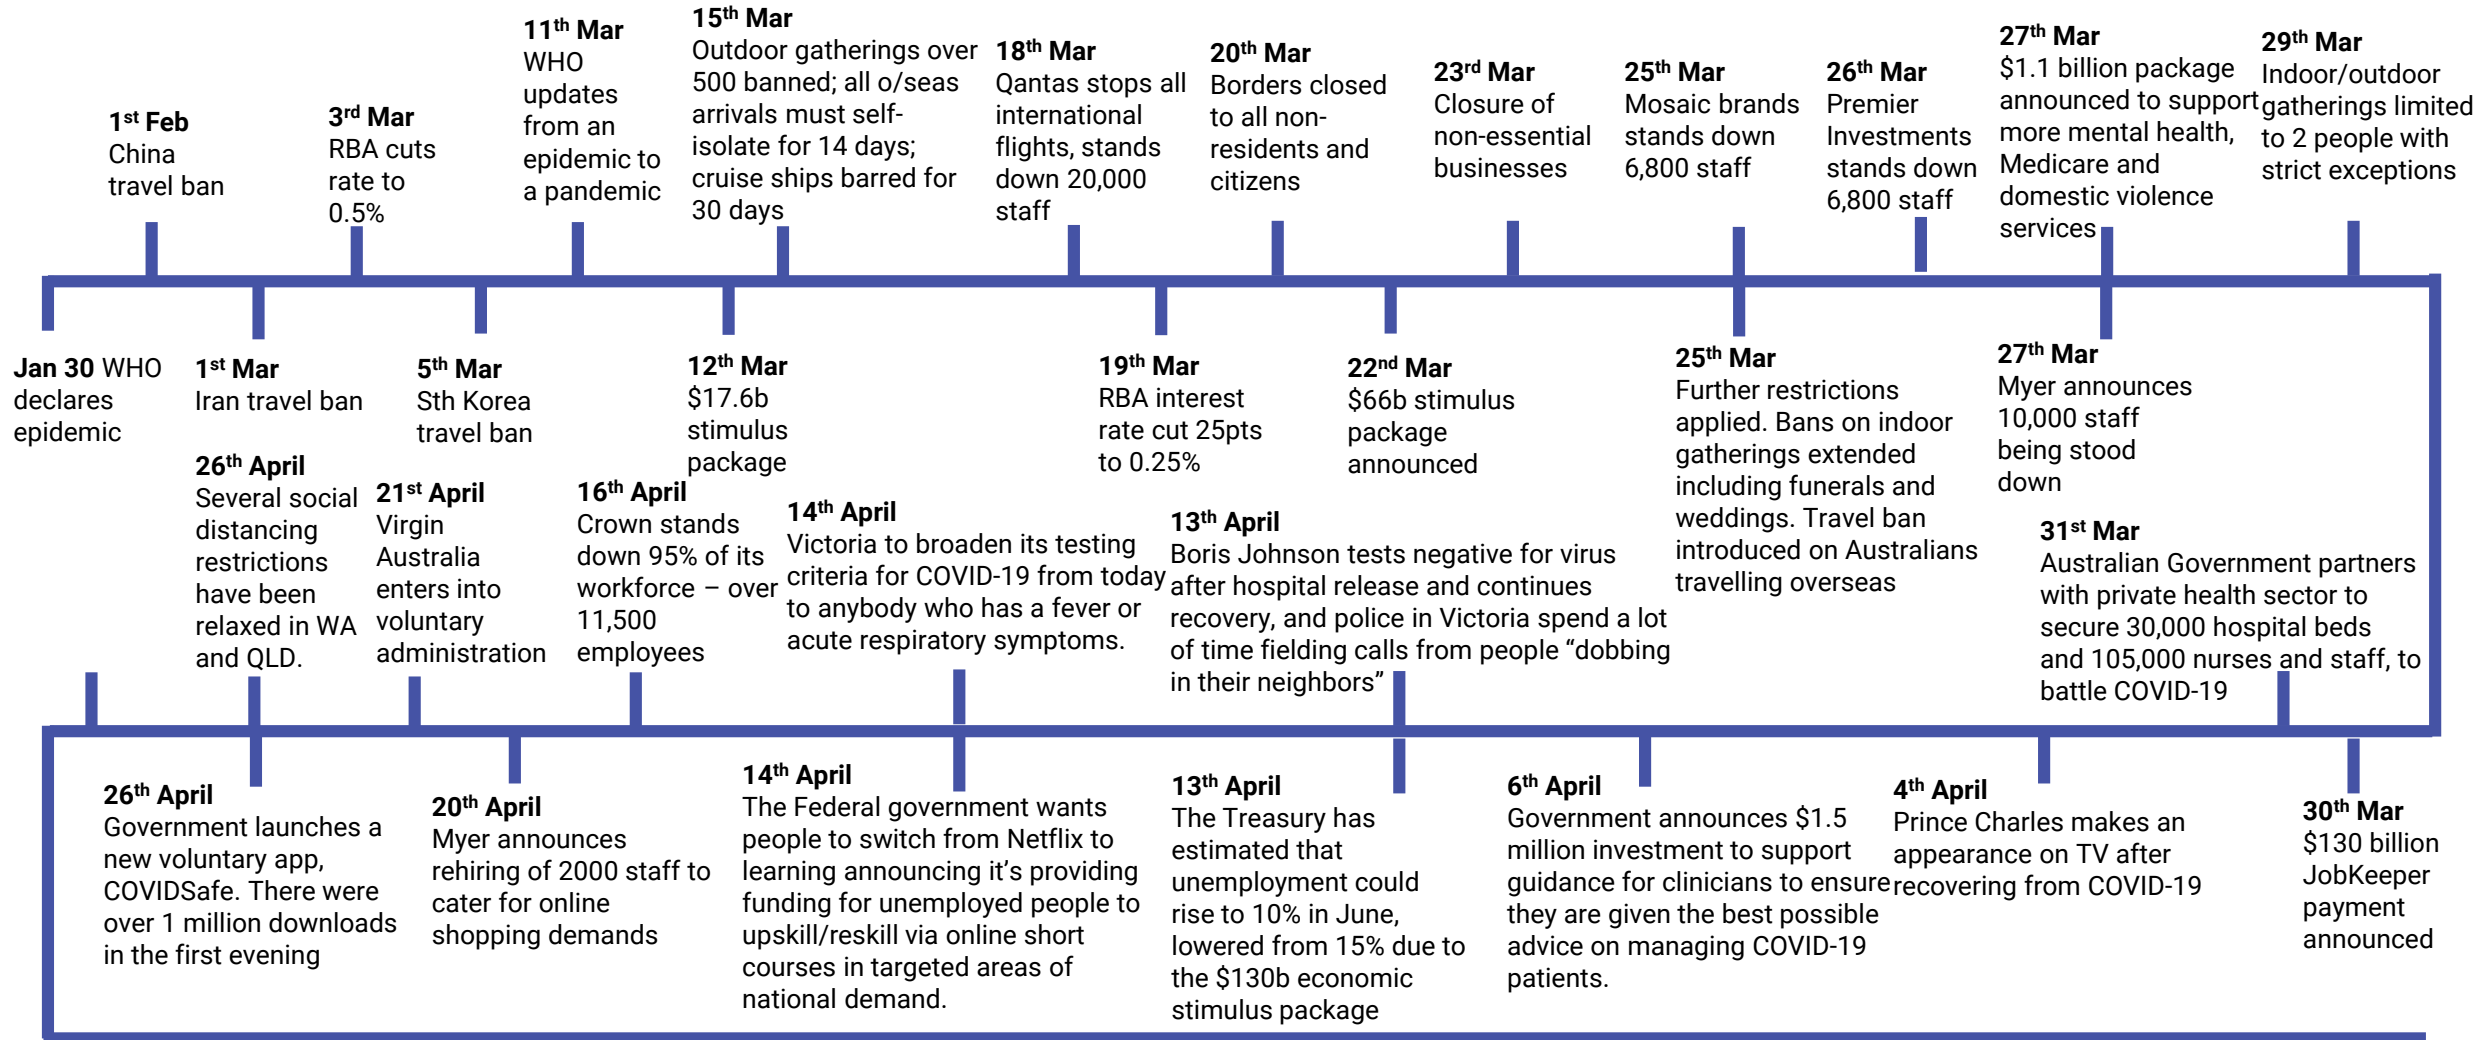 Jan 30 WHO
declares
epidemic
1st Feb
China
travel ban
1st Mar
Iran travel ban
3rd Mar
RBA cuts
rate to
0.5%
5th Mar
Sth Korea
travel ban
11th Mar
WHO
updates
from an
epidemic to
a pandemic
12th Mar
$17.6b
stimulus
package
15th Mar
Outdoor gatherings over
500 banned; all o/seas
arrivals must self-
isolate for 14 days;
cruise ships barred for
30 days
18th Mar
Qantas stops all
international
flights, stands
down 20,000
staff
19th Mar
RBA interest
rate cut 25pts
to 0.25%
20th Mar
Borders closed
to all non-
residents and
citizens
22nd Mar
$66b stimulus
package
announced
23rd Mar
Closure of
non-essential
businesses
25th Mar
Mosaic brands
stands down
6,800 staff
25th Mar
Further restrictions
applied. Bans on indoor
gatherings extended
including funerals and
weddings. Travel ban
introduced on Australians
travelling overseas
26th Mar
Premier
Investments
stands down
6,800 staff
27th Mar
$1.1 billion package
announced to support
more mental health,
Medicare and
domestic violence
services
27th Mar
Myer announces
10,000 staff
being stood
down
29th Mar
Indoor/outdoor
gatherings limited
to 2 people with
strict exceptions
30th Mar
$130 billion
JobKeeper
payment
announced
31st Mar
Australian Government partners
with private health sector to
secure 30,000 hospital beds
and 105,000 nurses and staff, to
battle COVID-19
4th April
Prince Charles makes an
appearance on TV after
recovering from COVID-19
6th April
Government announces $1.5
million investment to support
guidance for clinicians to ensure
they are given the best possible
advice on managing COVID-19
patients.
13th April
Boris Johnson tests negative for virus
after hospital release and continues
recovery, and police in Victoria spend a lot
of time fielding calls from people “dobbing
in their neighbors”
13th April
The Treasury has
estimated that
unemployment could
rise to 10% in June,
lowered from 15% due to
the $130b economic
stimulus package
14th April
Victoria to broaden its testing
criteria for COVID-19 from today
to anybody who has a fever or
acute respiratory symptoms.
14th April
The Federal government wants
people to switch from Netflix to
learning announcing it’s providing
funding for unemployed people to
upskill/reskill via online short
courses in targeted areas of
national demand.
16th April
Crown stands
down 95% of its
workforce – over
11,500
employees
20th April
Myer announces
rehiring of 2000 staff to
cater for online
shopping demands
21st April
Virgin
Australia
enters into
voluntary
administration
26th April
Several social
distancing
restrictions
have been
relaxed in WA
and QLD.
26th April
Government launches a
new voluntary app,
COVIDSafe. There were
over 1 million downloads
in the first evening